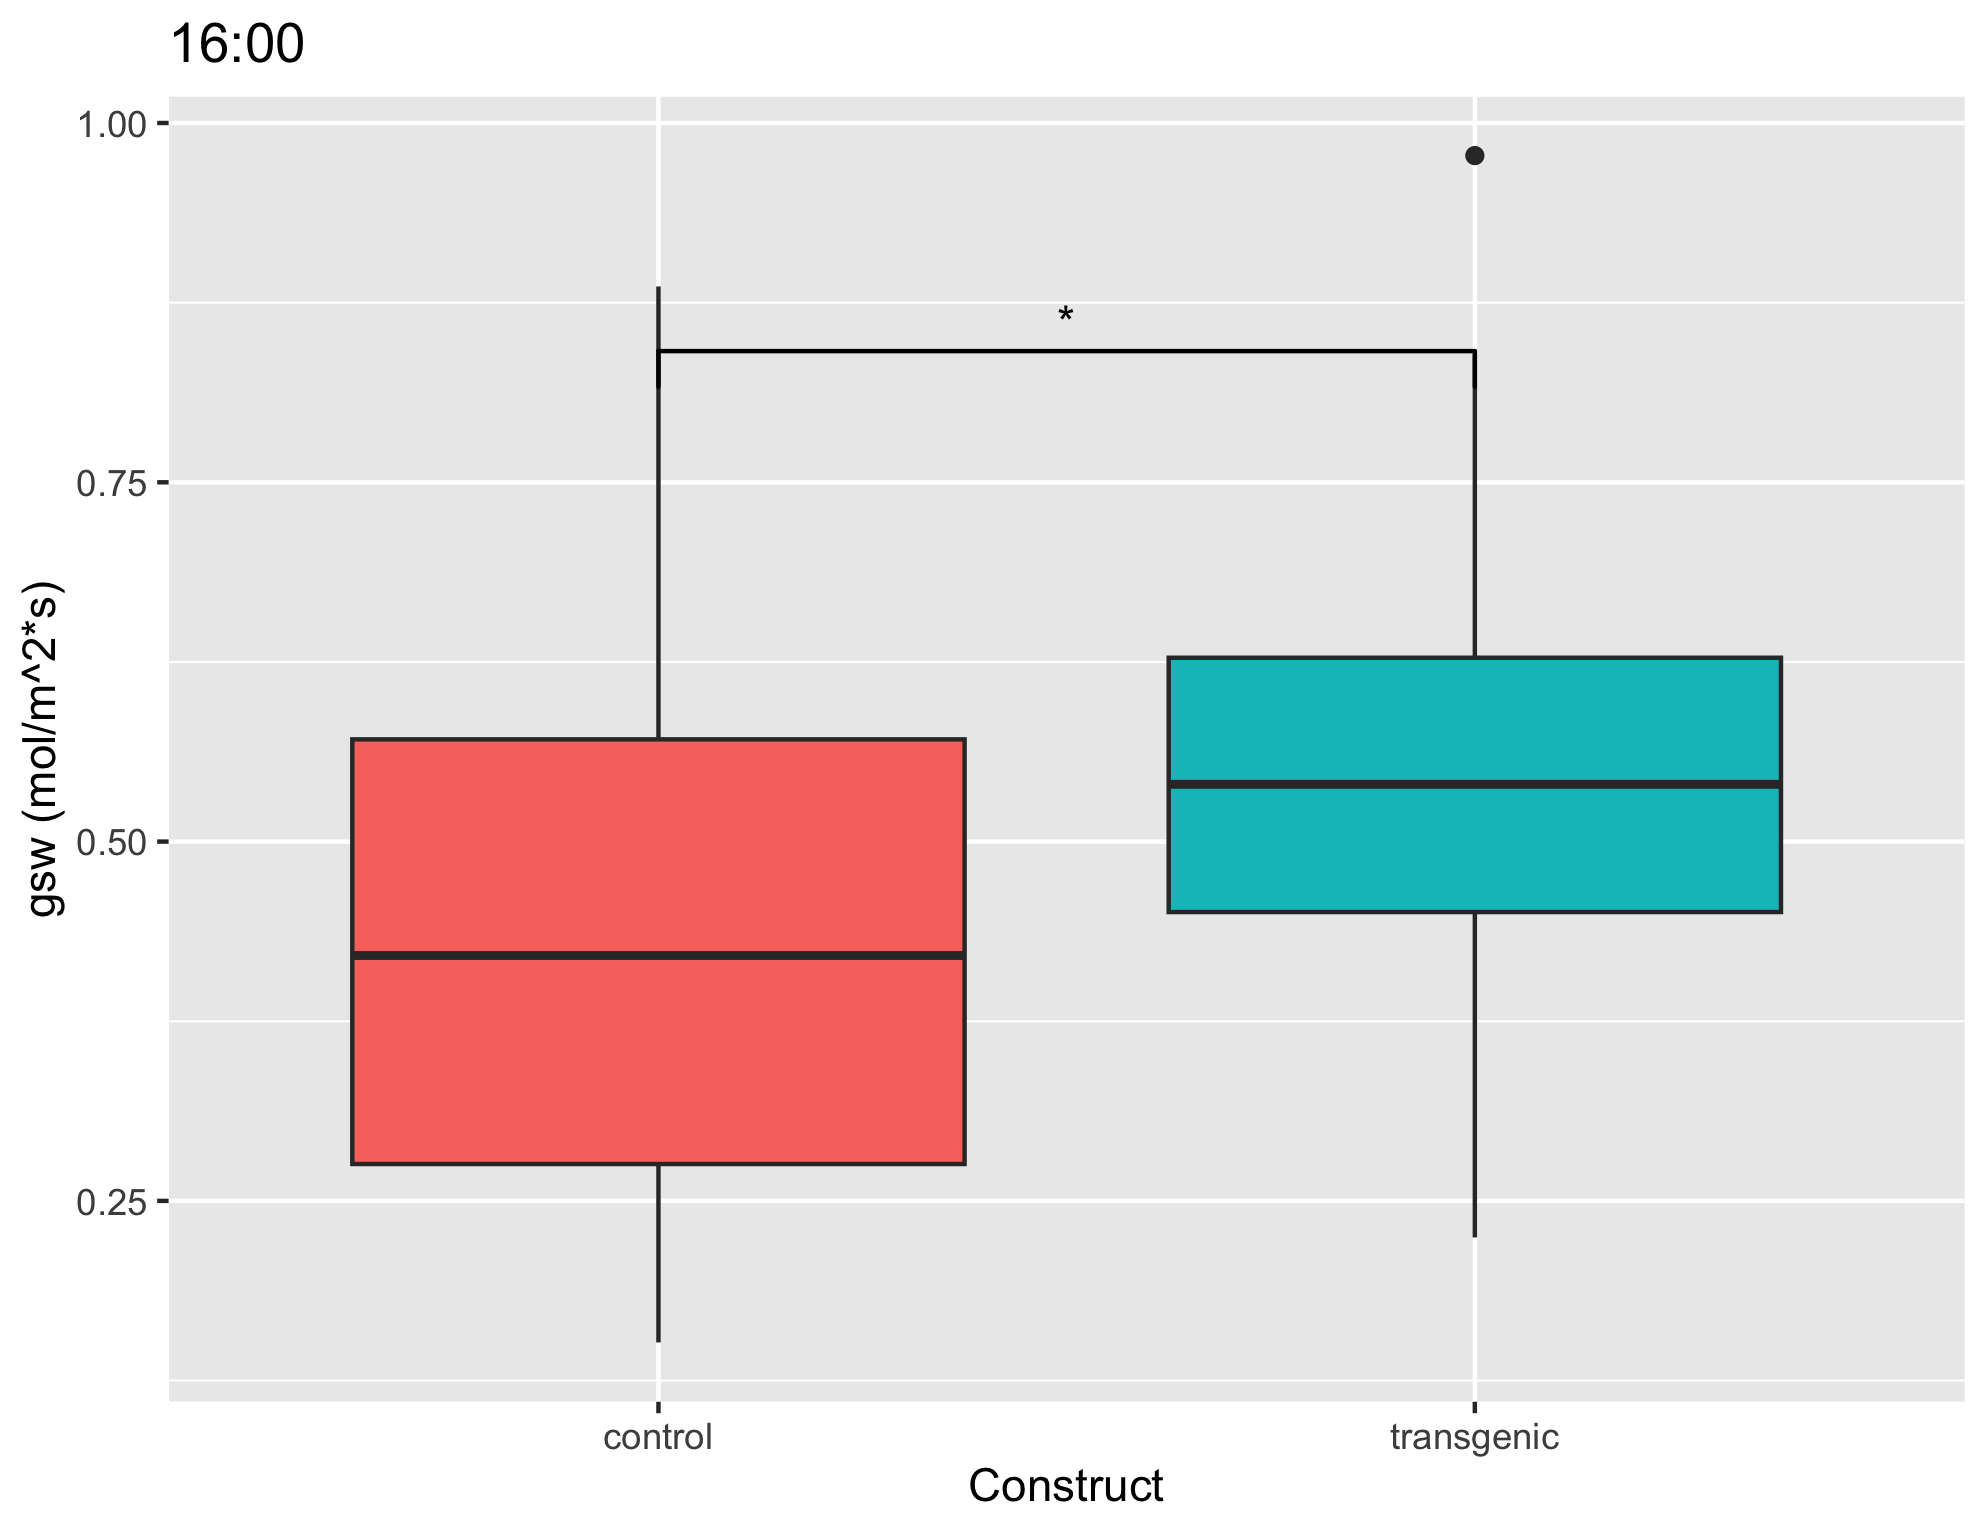 16:00
1.00
*
0.75
gsw (mol/m^2*s)
0.50
0.25
control transgenic
Construct